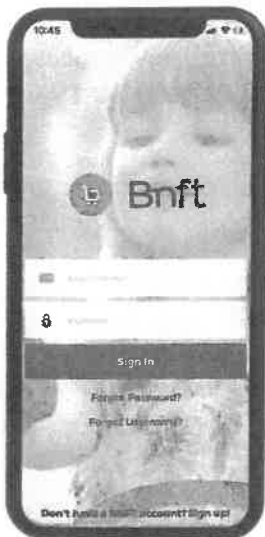 10:45
Bnft
Sign In
Forgot Password?
Forgot Username?
Don't have a BNFT account? Sign up!